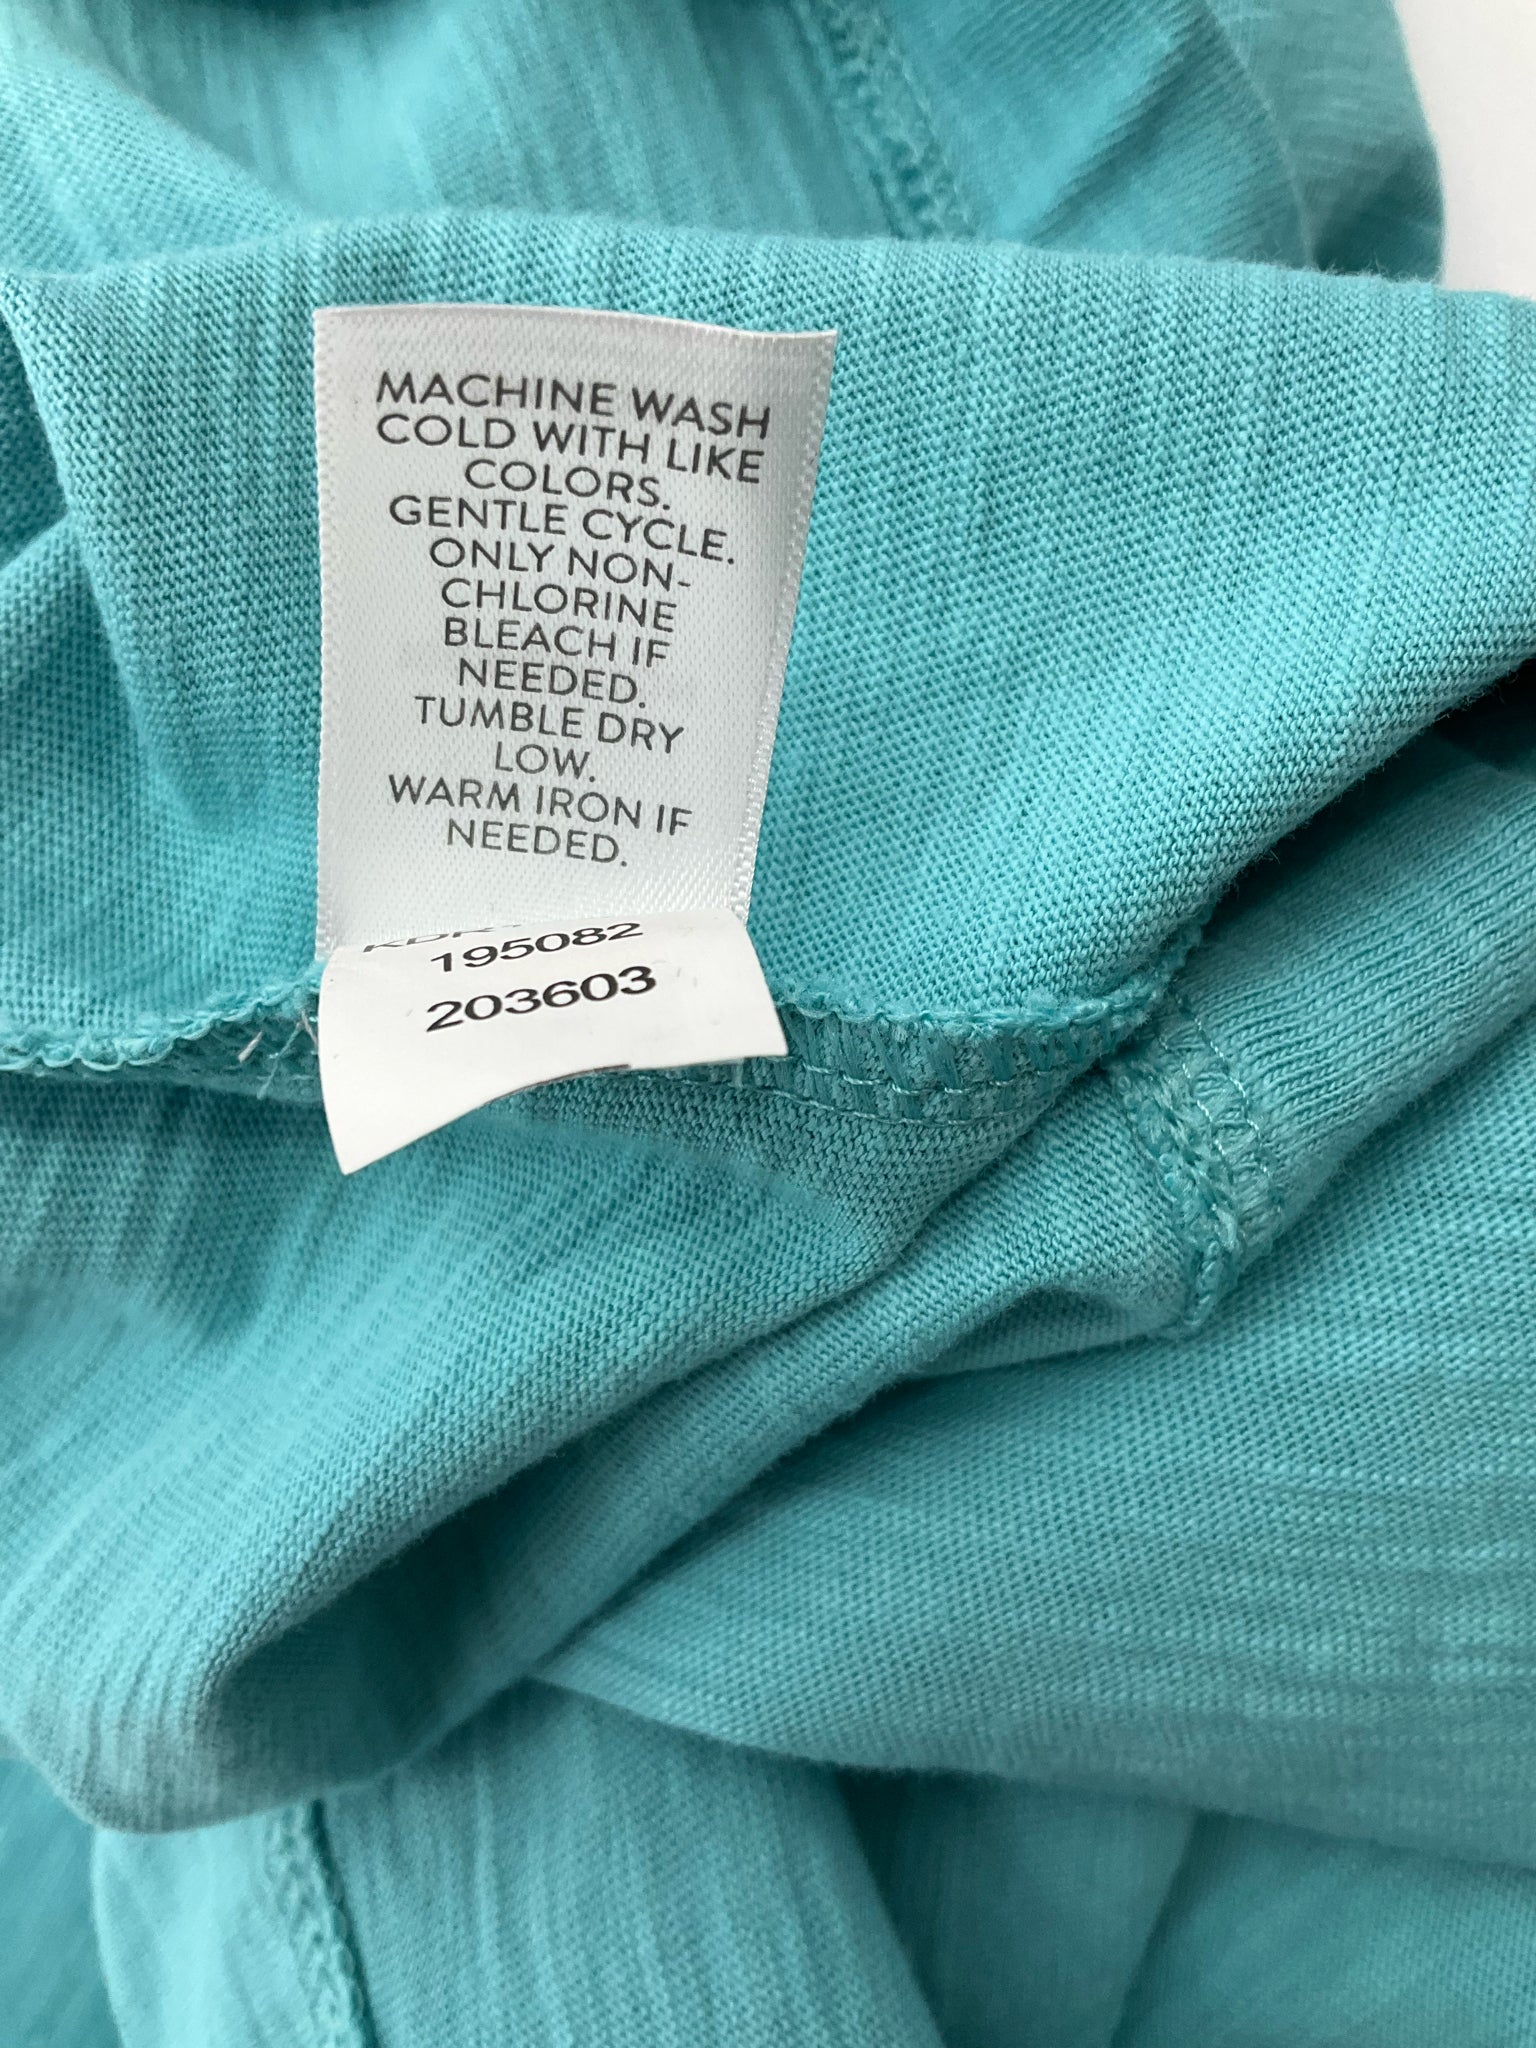 MACHINE WASH
COLD WITH LIKE
COLORS.
GENTLE CYCLE.
ONLY NON-
CHLORINE
BLEACH IF
NEEDED.
TUMBLE DRY
LOW.
WARM IRON IF
NEEDED.
195082
203603